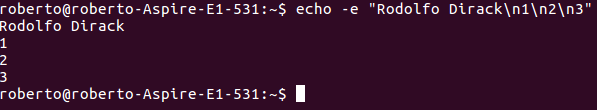 roberto@roberto-Aspire-E1-531:~$ echo -e "Rodolfo Dirack\n1\n2\n3"
Rodolfo Dirack
1
2
3
roberto@roberto-Aspire-E1-531:~$